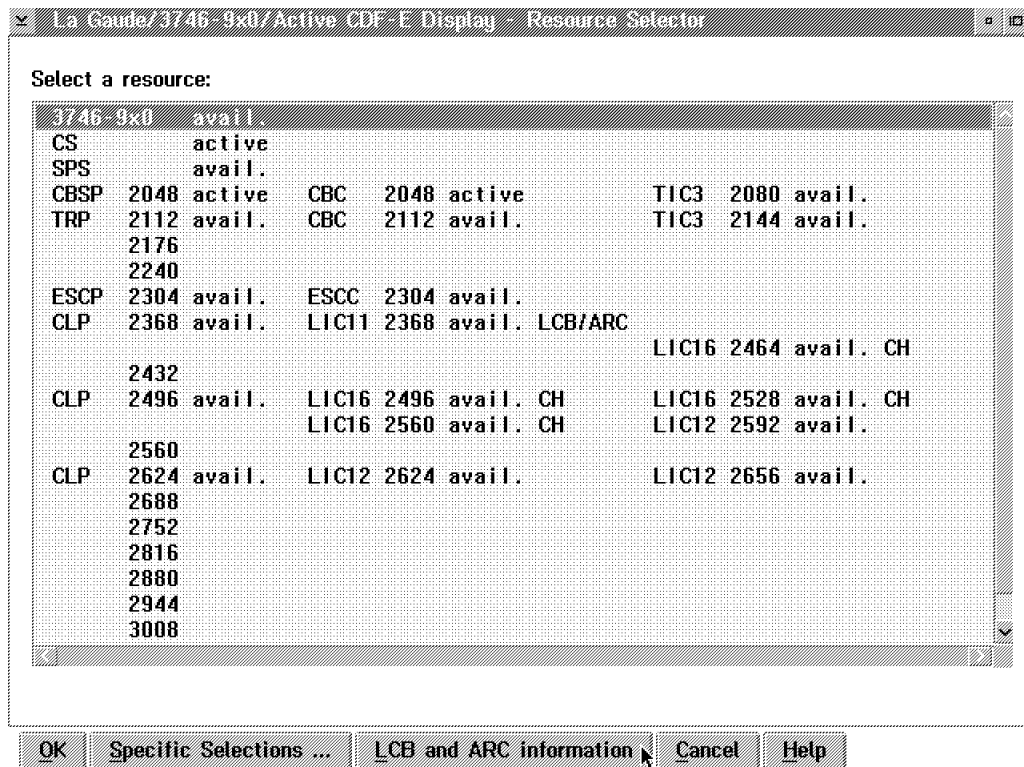 La Gaude/3746-9x0/Active CDF-E Display - Resource Selector
Select a resource:
3746-9x0 avail.
CS active
SPS avail.
CBSP 2048 active CBC 2048 active TIC3 2080 avail.
TRP 2112 avail. CBC 2112 avail. TIC3 2144 avail.
2176
2240
ESCP 2304 avail. ESCC 2304 avail.
CLP 2368 avail. LIC11 2368 avail. LCB/ARC
LIC16 2464 avail. CH
2432
CLP 2496 avail. LIC16 2496 avail. CH LIC16 2528 avail. CH
LIC16 2560 avail. CH LIC12 2592 avail.
2560
CLP 2624 avail. LIC12 2624 avail. LIC12 2656 avail.
2688
2752
2816
2880
2944
3008
OK Specific Selections ... LCB and ARC information Cancel Help